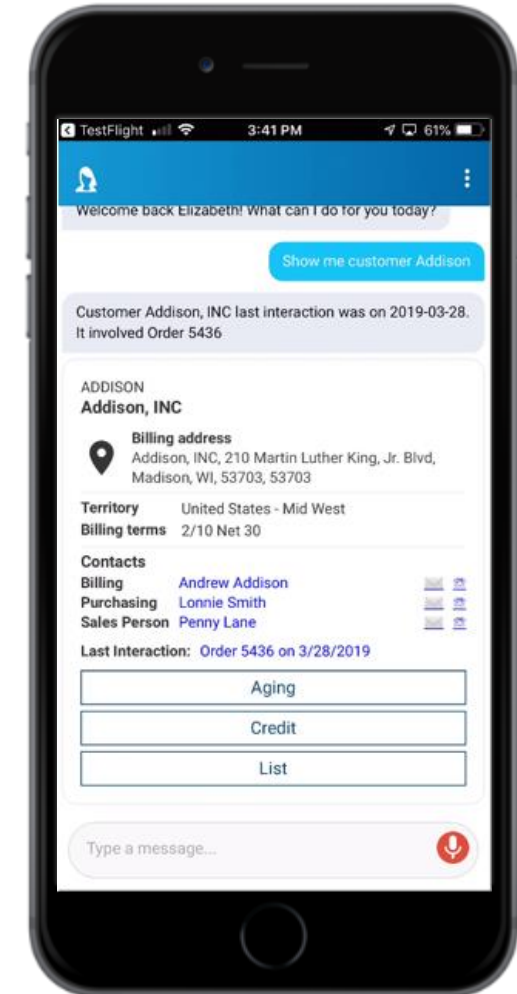 TestFlight 3:41 PM 61%
Welcome back Elizabeth! What can I do for you today?
Show me customer Addison
Customer Addison, INC last interaction was on 2019-03-28.
It involved Order 5436
ADDISON
Addison, INC
Billing address
Addison, INC, 210 Martin Luther King, Jr. Blvd,
Madison, WI, 53703, 53703
Territory United States - Mid West
Billing terms 2/10 Net 30
Contacts
Billing Andrew Addison
Purchasing Lonnie Smith
Sales Person Penny Lane
Last Interaction: Order 5436 on 3/28/2019
Aging
Credit
List
Type a message...